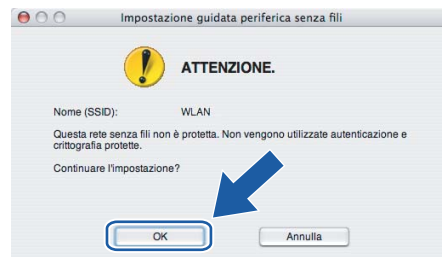 Impostazione guidata periferica senza fili
ATTENZIONE.
Nome (SSID): WLAN
Questa rete senza fili non è protetta. Non vengono utilizzate autenticazione e
crittografia protette.
Continuare l'impostazione?
OK Annulla